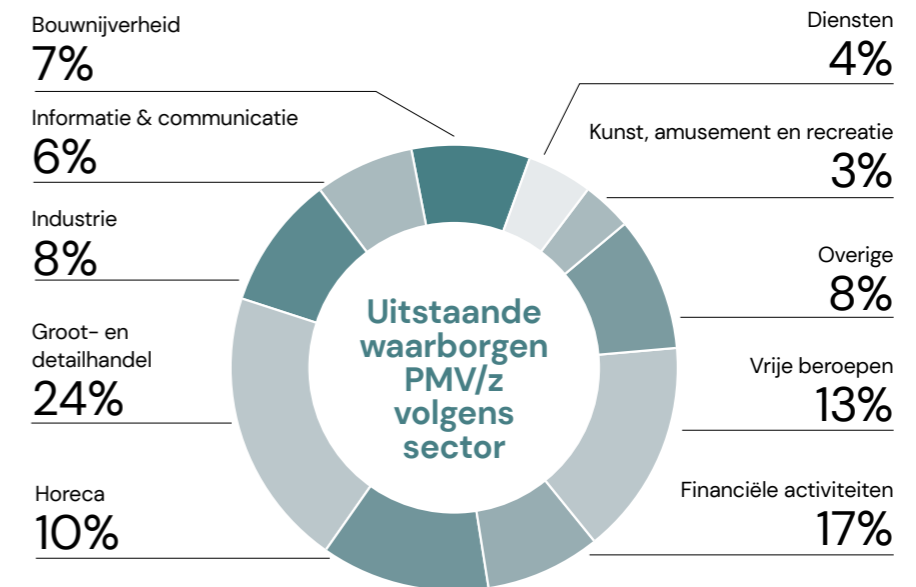 Bouwnijverheid
7%
Informatie & communicatie
6%
Industrie
8%
Groot- en
detailhandel
24%
Horeca
10%
Diensten
4%
Kunst, amusement en recreatie
3%
Overige
8%
Vrije beroepen
13%
Financiële activiteiten
17%
Uitstaande
waarborgen
PMV/z
volgens
sector